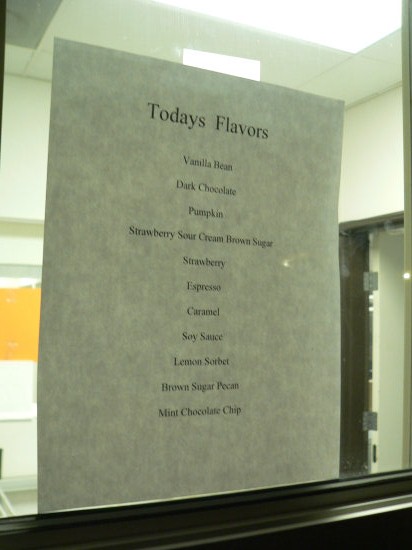 Todays Flavors
Vanilla Bean
Dark Chocolate
Pumpkin
Strawberry Sour Cream Brown Sugar
Strawberry
Espresso
Caramel
Soy Sauce
Lemon Sorbet
Brown Sugar Pecan
Mint Chocolate Chip